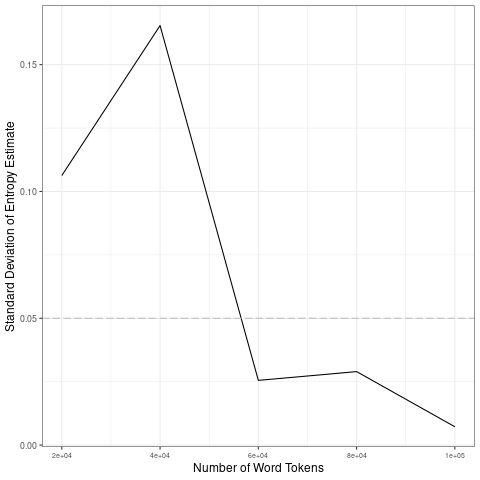 Standard Deviation of Entropy Estimate
0.15
0.10
0.05
0.00
2e+04 4e+04 6e+04 8e+04 1e+05
Number of Word Tokens